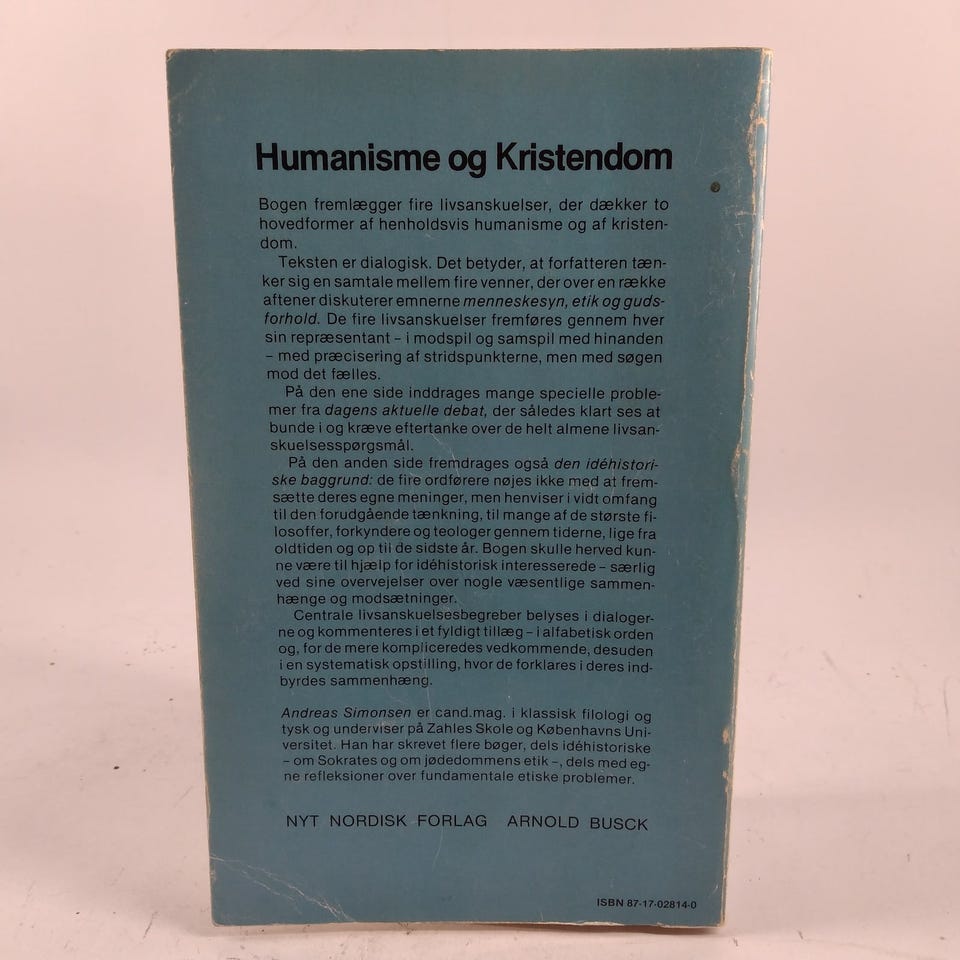 Humanisme og Kristendom
Bogen fremlægger fire livsanskuelser, der dækker to
hovedformer af henholdsvis humanisme og af kristen-
dom.
Teksten er dialogisk. Det betyder, at forfatteren tæn-
ker sig en samtale mellem fire venner, der over en række
aftener diskuterer emnerne menneskesyn, etik og guds-
forhold. De fire livsanskuelser fremføres gennem hver
sin repræsentant – i modspil og samspil med hinanden
– med præcisering af stridspunkterne, men med søgen
mod det fælles.
På den ene side inddrages mange specielle proble-
mer fra dagens aktuelle debat, der således klart ses at
bunde i og kræve eftertanke over de helt almene livsan-
skuelsesspørgsmål.
På den anden side fremdrages også den idéhistori-
ske baggrund: de fire ordførere nøjes ikke med at frem-
sætte deres egne meninger, men henviser i vidt omfang
til den forudgående tænkning, til mange af de største fi-
losoffer, forkyndere og teologer gennem tiderne, lige fra
oldtiden og op til de sidste år. Bogen skulle herved kun-
ne være til hjælp for idéhistorisk interesserede – særlig
ved sine overvejelser over nogle væsentlige sammen-
hænge og modsætninger.
Centrale livsanskuelsesbegreber belyses i dialoger-
ne og kommenteres i et fyldigt tillæg – i alfabetisk orden
og, for de mere kompliceredes vedkommende, desuden
i en systematisk opstilling, hvor de forklares i deres ind-
byrdes sammenhæng.
Andreas Simonsen er cand.mag. i klassisk filologi og
tysk og underviser på Zahles Skole og Københavns Uni-
versitet. Han har skrevet flere bøger, dels idéhistoriske
– om Sokrates og om jødedommens etik –, dels med eg-
ne refleksioner over fundamentale etiske problemer.
NYT NORDISK FORLAG ARNOLD BUSCK
ISBN 87-17-02814-0